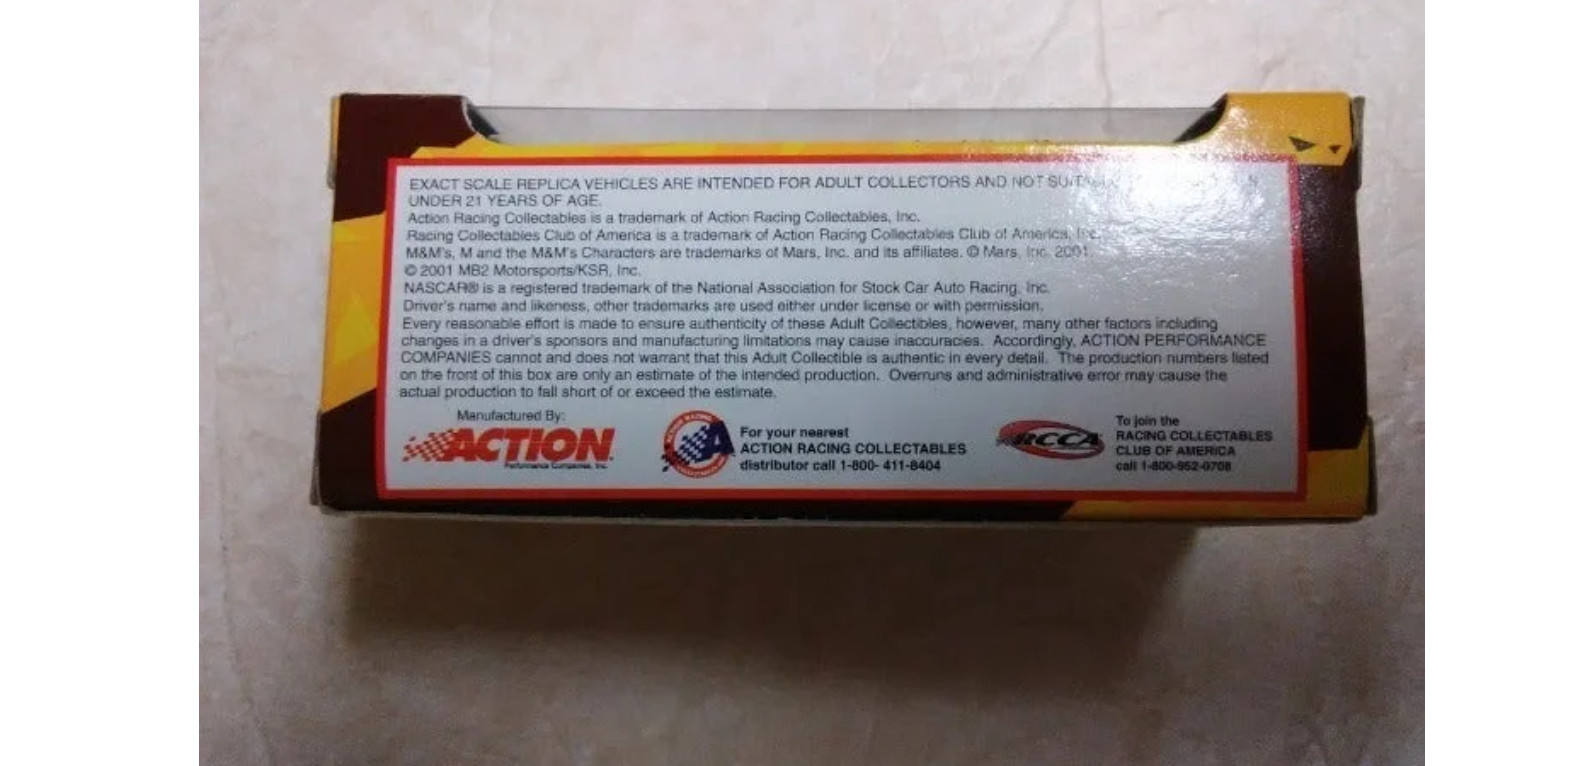 EXACT SCALE REPLICA VEHICLES ARE INTENDED FOR ADULT COLLECTORS AND NOT
UNDER 21 YEARS OF AGE.
Action Racing Collectables is a trademark of Action Racing Collectables, Inc.
Racing Collectables Club of America is a trademark of Action Racing Collectables Club of America, Inc.
M&M's, M and the M&M's Characters are trademarks of Mars, Inc. and its affiliates. © Mars, Inc. 2001.
© 2001 MB2 Motorsports/KSR, Inc.
NASCAR® is a registered trademark of the National Association for Stock Car Auto Racing, Inc.
Driver's name and likeness, other trademarks are used either under license or with permission.
Every reasonable effort is made to ensure authenticity of these Adult Collectibles, however, many other factors including
changes in a driver's sponsors and manufacturing limitations may cause inaccuracies. Accordingly, ACTION PERFORMANCE
COMPANIES cannot and does not warrant that this Adult Collectible is authentic in every detail. The production numbers listed
on the front of this box are only an estimate of the intended production. Overruns and administrative error may cause the
actual production to fall short of or exceed the estimate.
Manufactured By:
ACTION
Performance Companies, Inc.
For your nearest
ACTION RACING COLLECTABLES
distributor call 1-800- 411-8404
RCCA
To join the
RACING COLLECTABLES
CLUB OF AMERICA
call 1-800-952-0708